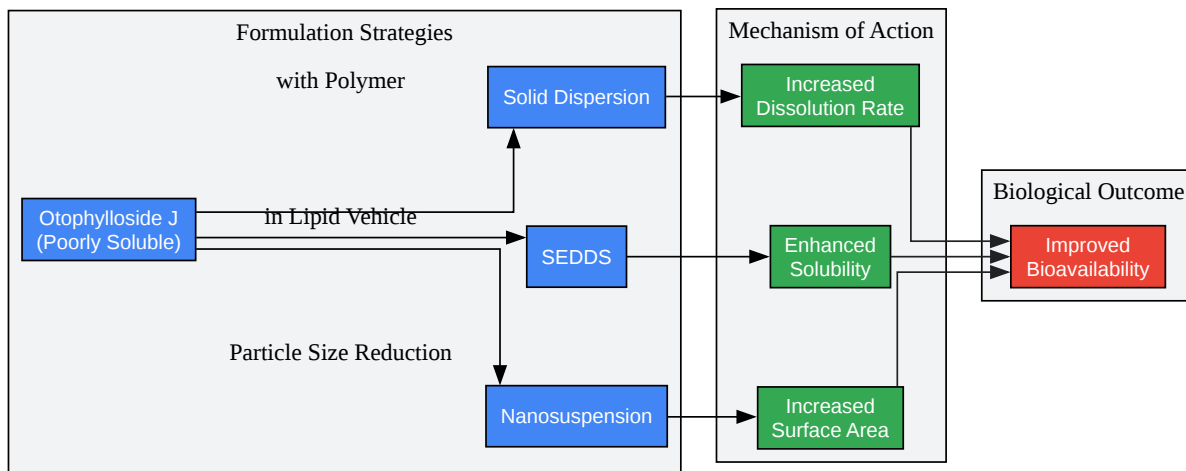 Formulation Strategies
with Polymer
Solid Dispersion
Otophylloside J
(Poorly Soluble)
in Lipid Vehicle
SEDDS
Particle Size Reduction
Nanosuspension
Mechanism of Action
Increased
Dissolution Rate
Enhanced
Solubility
Increased
Surface Area
Biological Outcome
Improved
Bioavailability